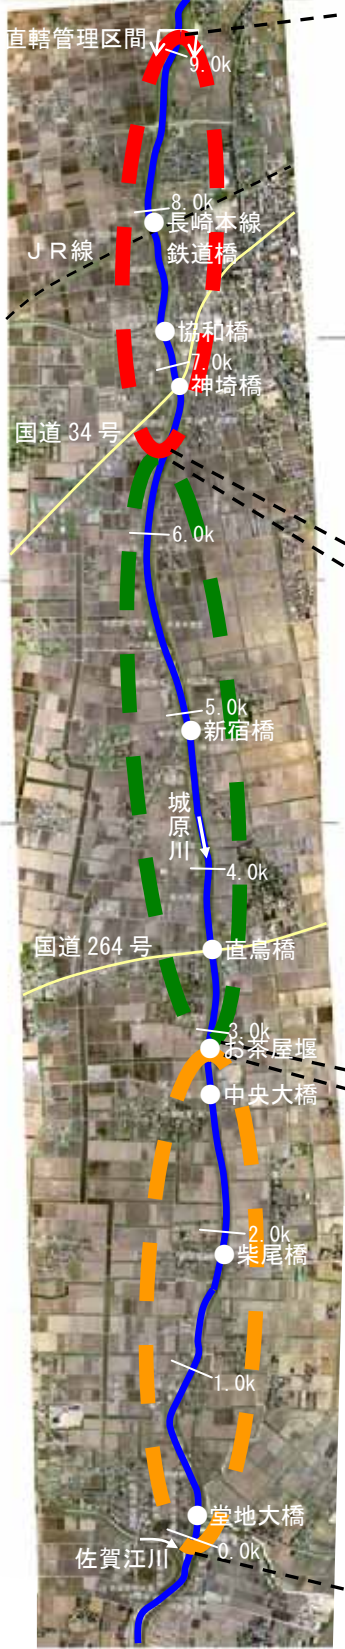 直轄管理区間
9.0k
8.0k
長崎本線
鉄道橋
ＪＲ線
協和橋
7.0k
神埼橋
国道 34 号
6.0k
5.0k
新宿橋
城原川
4.0k
国道 264 号
直鳥橋
3.0k
お茶屋堰
中央大橋
2.0k
柴尾橋
1.0k
堂地大橋
佐賀江川
0.0k